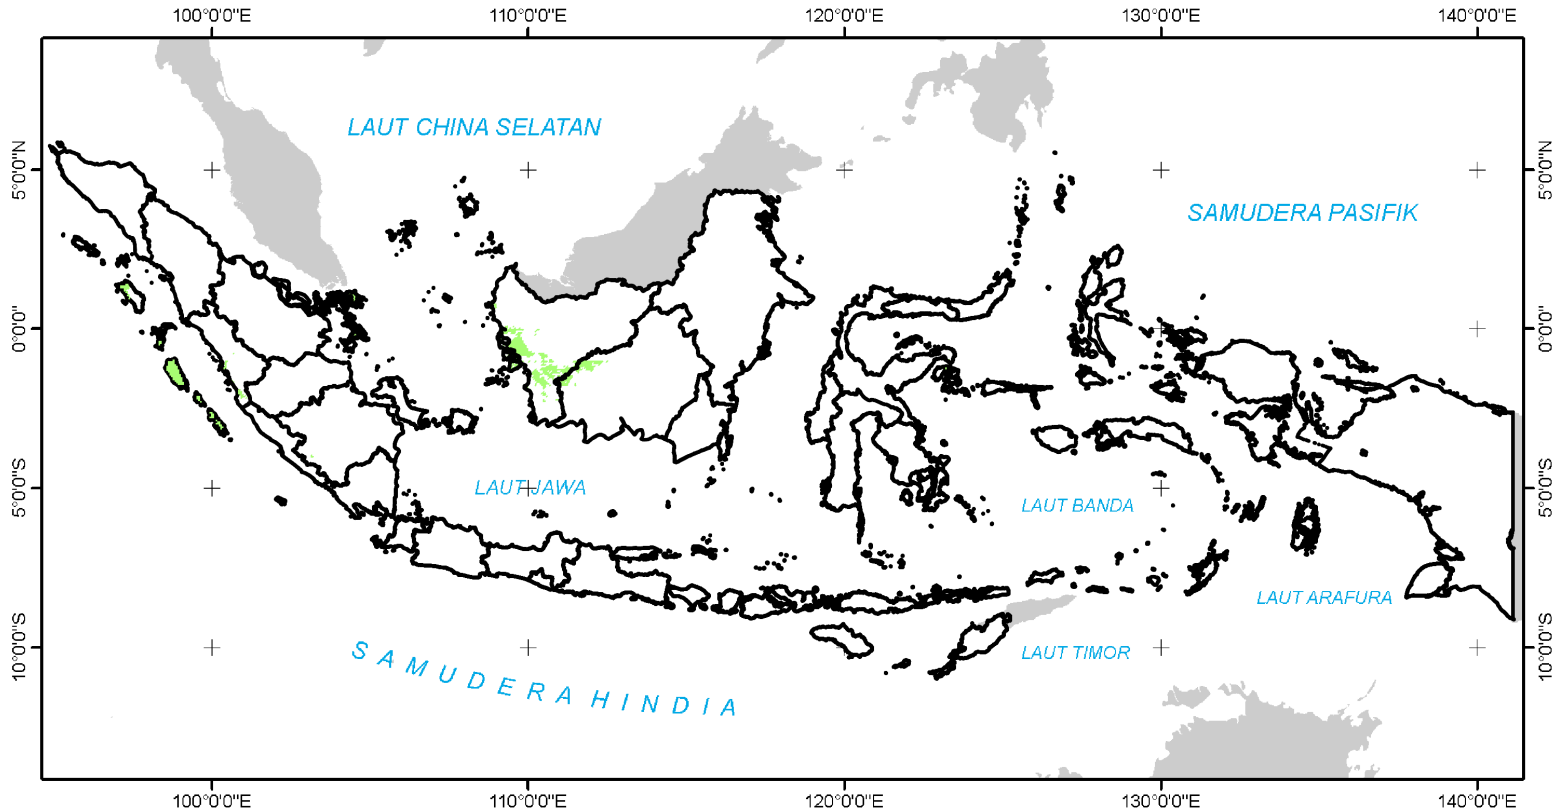 100°0'0"E 110°0'0"E 120°0'0"E 130°0'0"E 140°0'0"E
LAUT CHINA SELATAN
5°0'0"N 5°0'0"N
SAMUDERA PASIFIK
0°0'0" 0°0'0"
LAUT JAWA
5°0'0"S 5°0'0"S
LAUT BANDA
LAUT ARAFURA
10°0'0"S 10°0'0"S
LAUT TIMOR
SAMUDERA HINDIA
100°0'0"E 110°0'0"E 120°0'0"E 130°0'0"E 140°0'0"E